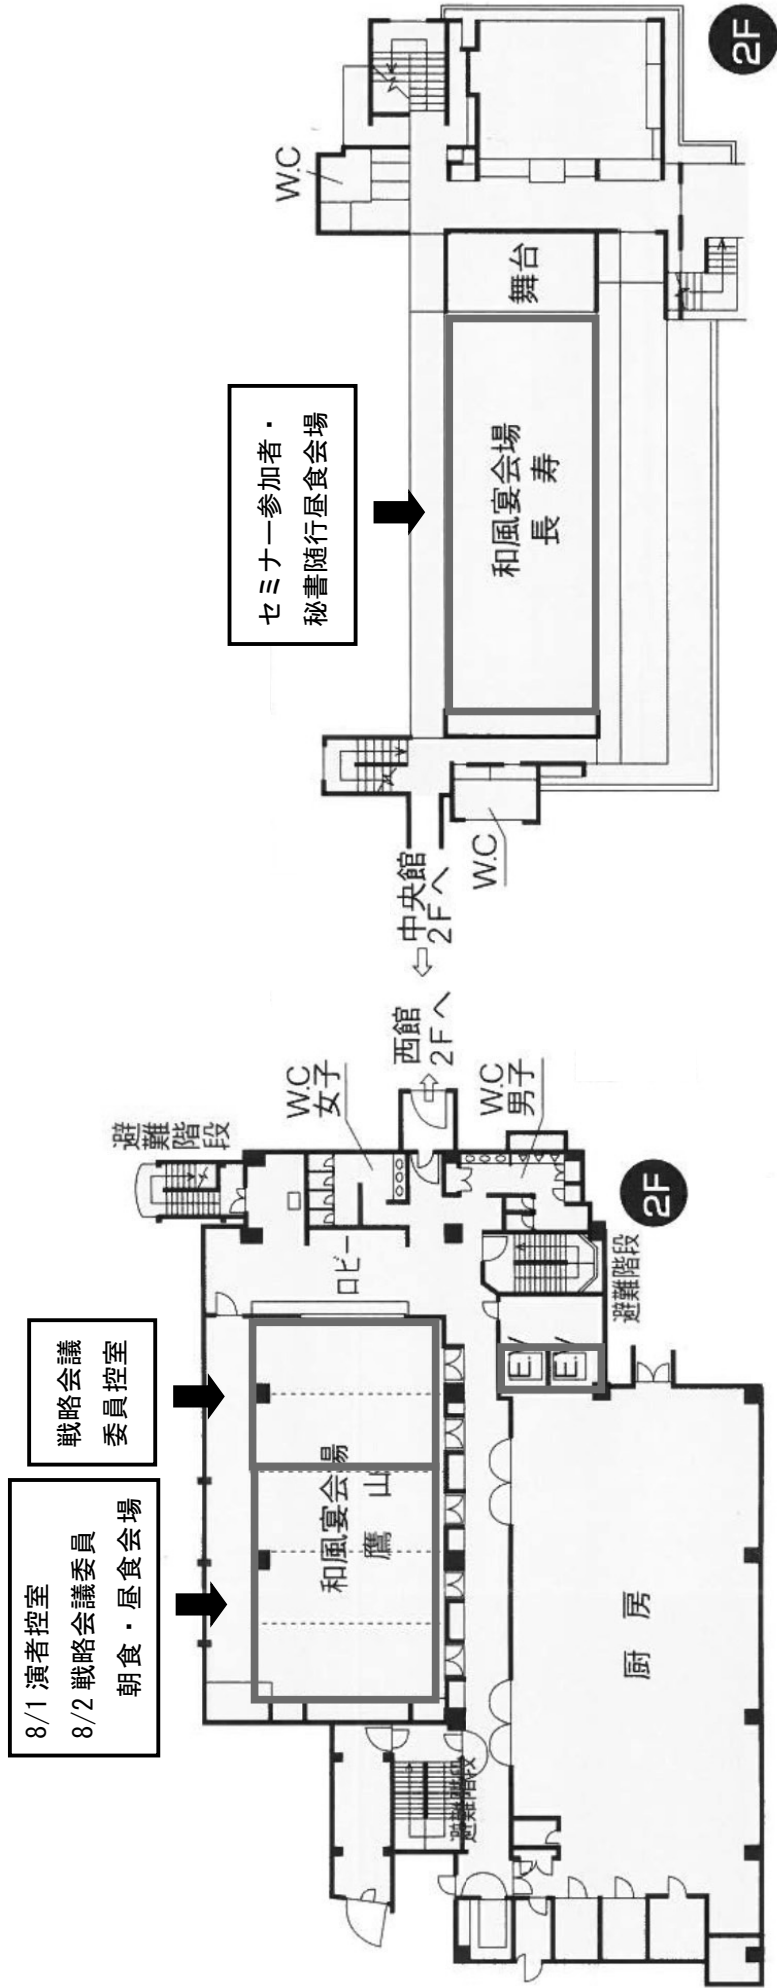 8/1 演者控室
8/2 戦略会議委員
朝食・昼食会場
戦略会議
委員控室
避難階段
W.C
女子
ロビー
和風宴会場
鷹 山
西館
2Fへ
中央館
2Fへ
W.C
男子
E.V
E.V
避難階段
2F
避難階段
厨 房
セミナー参加者・
秘書随行昼食会場
W.C
W.C
和風宴会場
長 寿
舞台
2F